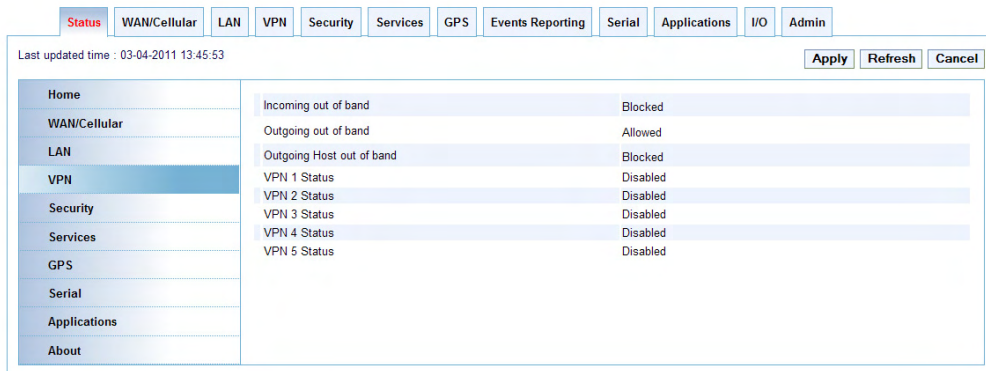 Status WAN/Cellular LAN VPN Security Services GPS Events Reporting Serial Applications I/O Admin
Last updated time : 03-04-2011 13:45:53
Apply Refresh Cancel
Home
WAN/Cellular
LAN
VPN
Security
Services
GPS
Serial
Applications
About
Incoming out of band Blocked
Outgoing out of band Allowed
Outgoing Host out of band Blocked
VPN 1 Status Disabled
VPN 2 Status Disabled
VPN 3 Status Disabled
VPN 4 Status Disabled
VPN 5 Status Disabled